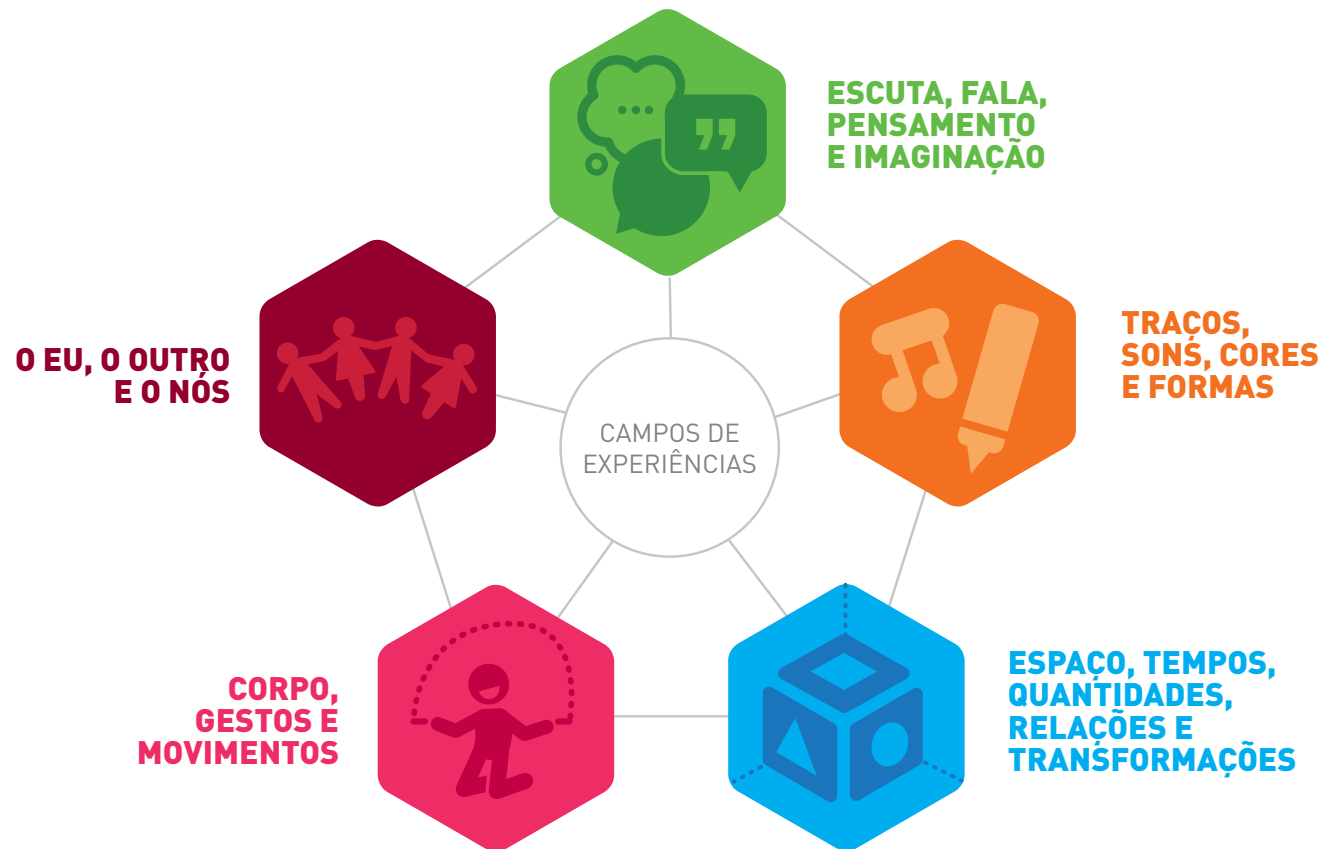 ESCUTA, FALA,
PENSAMENTO
E IMAGINAÇÃO
TRAÇOS,
SONS, CORES
E FORMAS
O EU, O OUTRO
E O NÓS
CAMPOS DE
EXPERIÊNCIAS
CORPO,
GESTOS E
MOVIMENTOS
ESPAÇO, TEMPOS,
QUANTIDADES,
RELAÇÕES E
TRANSFORMAÇÕES